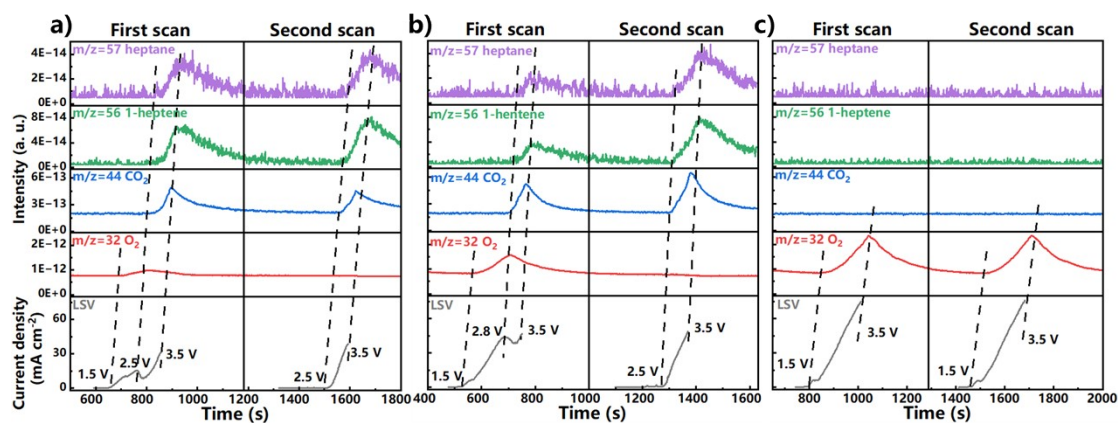 a) First scan Second scan
m/z=57 heptane
4E-14
2E-14
0E+0
m/z=56 1-heptene
8E-14
4E-14
0E+0
m/z=44 CO₂
6E-13
3E-13
0E+0
m/z=32 O₂
2E-12
1E-12
0E+0
LSV
60
30
0
1.5 V
2.5 V
3.5 V
2.5 V
3.5 V
Intensity (a. u.)
Current density (mA cm⁻²)
400 600 800 1000 1200 1400 1600 1800
Time (s)
b) First scan Second scan
m/z=57 heptane
m/z=56 1-hentene
m/z=44 CO₂
m/z=32 O₂
LSV
1.5 V
2.8 V
3.5 V
2.5 V
3.5 V
400 600 800 1000 1200 1400 1600
Time (s)
c) First scan Second scan
m/z=57 heptane
m/z=56 1-heptene
m/z=44 CO₂
m/z=32 O₂
LSV
1.5 V
3.5 V
1.5 V
3.5 V
800 1000 1200 1400 1600 1800 2000
Time (s)